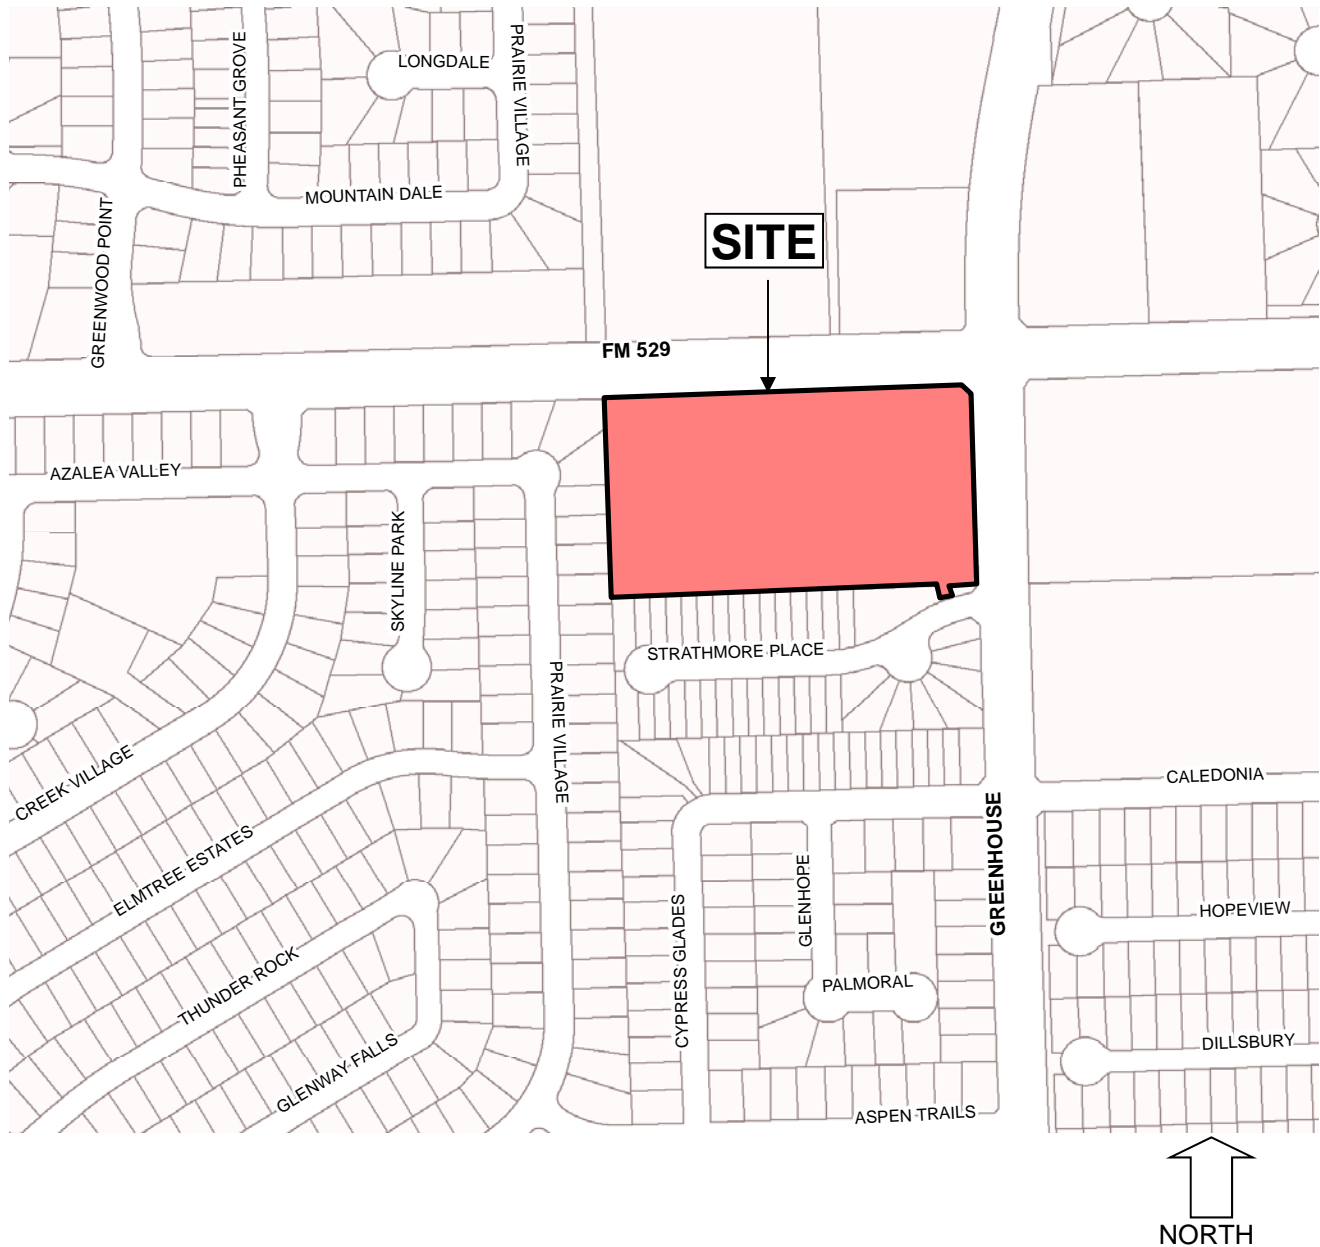 LONGDALE
PRAIRIE VILLAGE
PHEASANT GROVE
MOUNTAIN DALE
GREENWOOD POINT
SITE
FM 529
AZALEA VALLEY
SKYLINE PARK
STRATHMORE PLACE
PRAIRIE VILLAGE
CREEK VILLAGE
CALEDONIA
ELMTREE ESTATES
GREENHOUSE
GLENHOPE
CYPRESS GLADES
HOPEVIEW
THUNDER ROCK
PALMORAL
DILLSBURY
GLENWAY FALLS
ASPEN TRAILS
NORTH